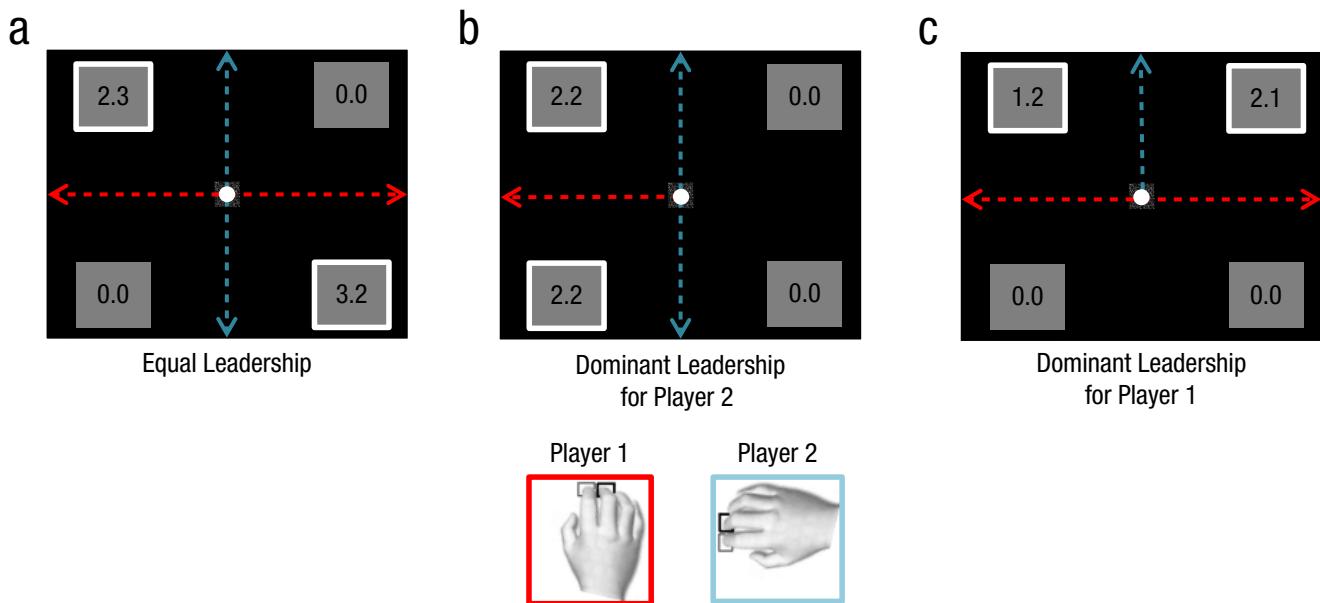 a
b
c
2.3
0.0
0.0
3.2
2.2
0.0
2.2
0.0
1.2
2.1
0.0
0.0
Equal Leadership
Dominant Leadership
for Player 2
Dominant Leadership
for Player 1
Player 1
Player 2